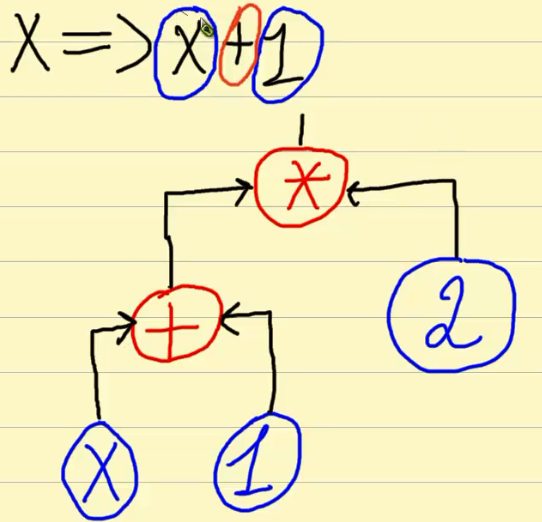 X => x + 1
*
+ 2
X 1